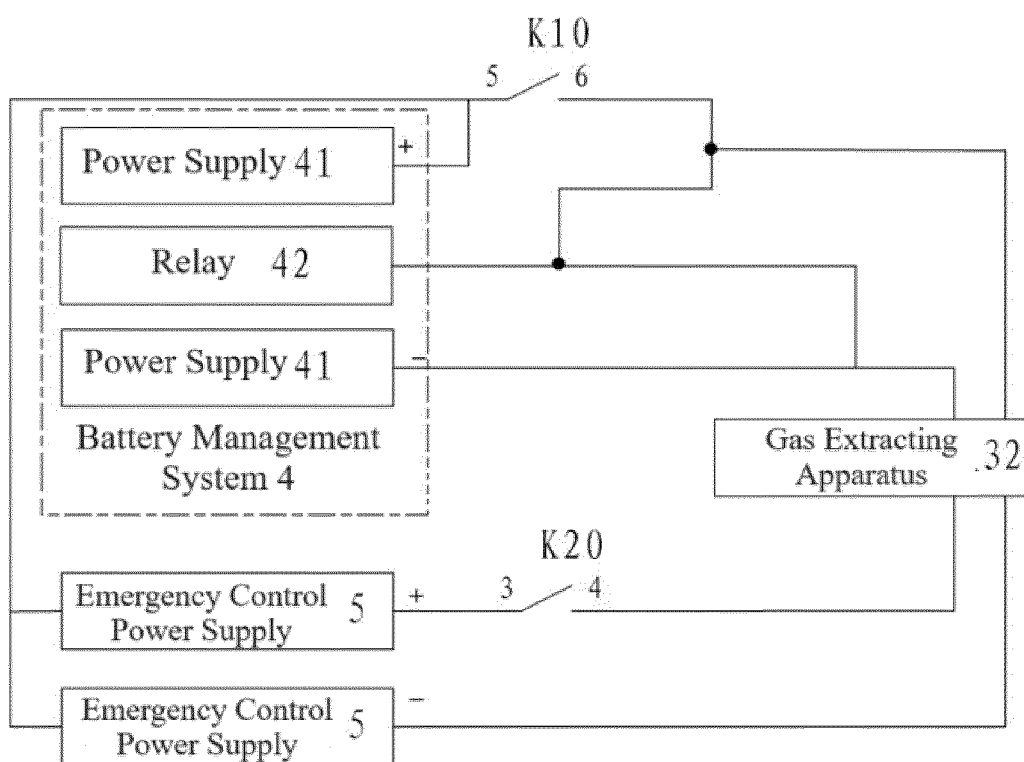 K10
5 6
+
Power Supply 41
Relay 42
−
Power Supply 41
Battery Management
System 4
Gas Extracting
Apparatus 32
K20
3 4
+
Emergency Control
Power Supply 5
−
Emergency Control
Power Supply 5